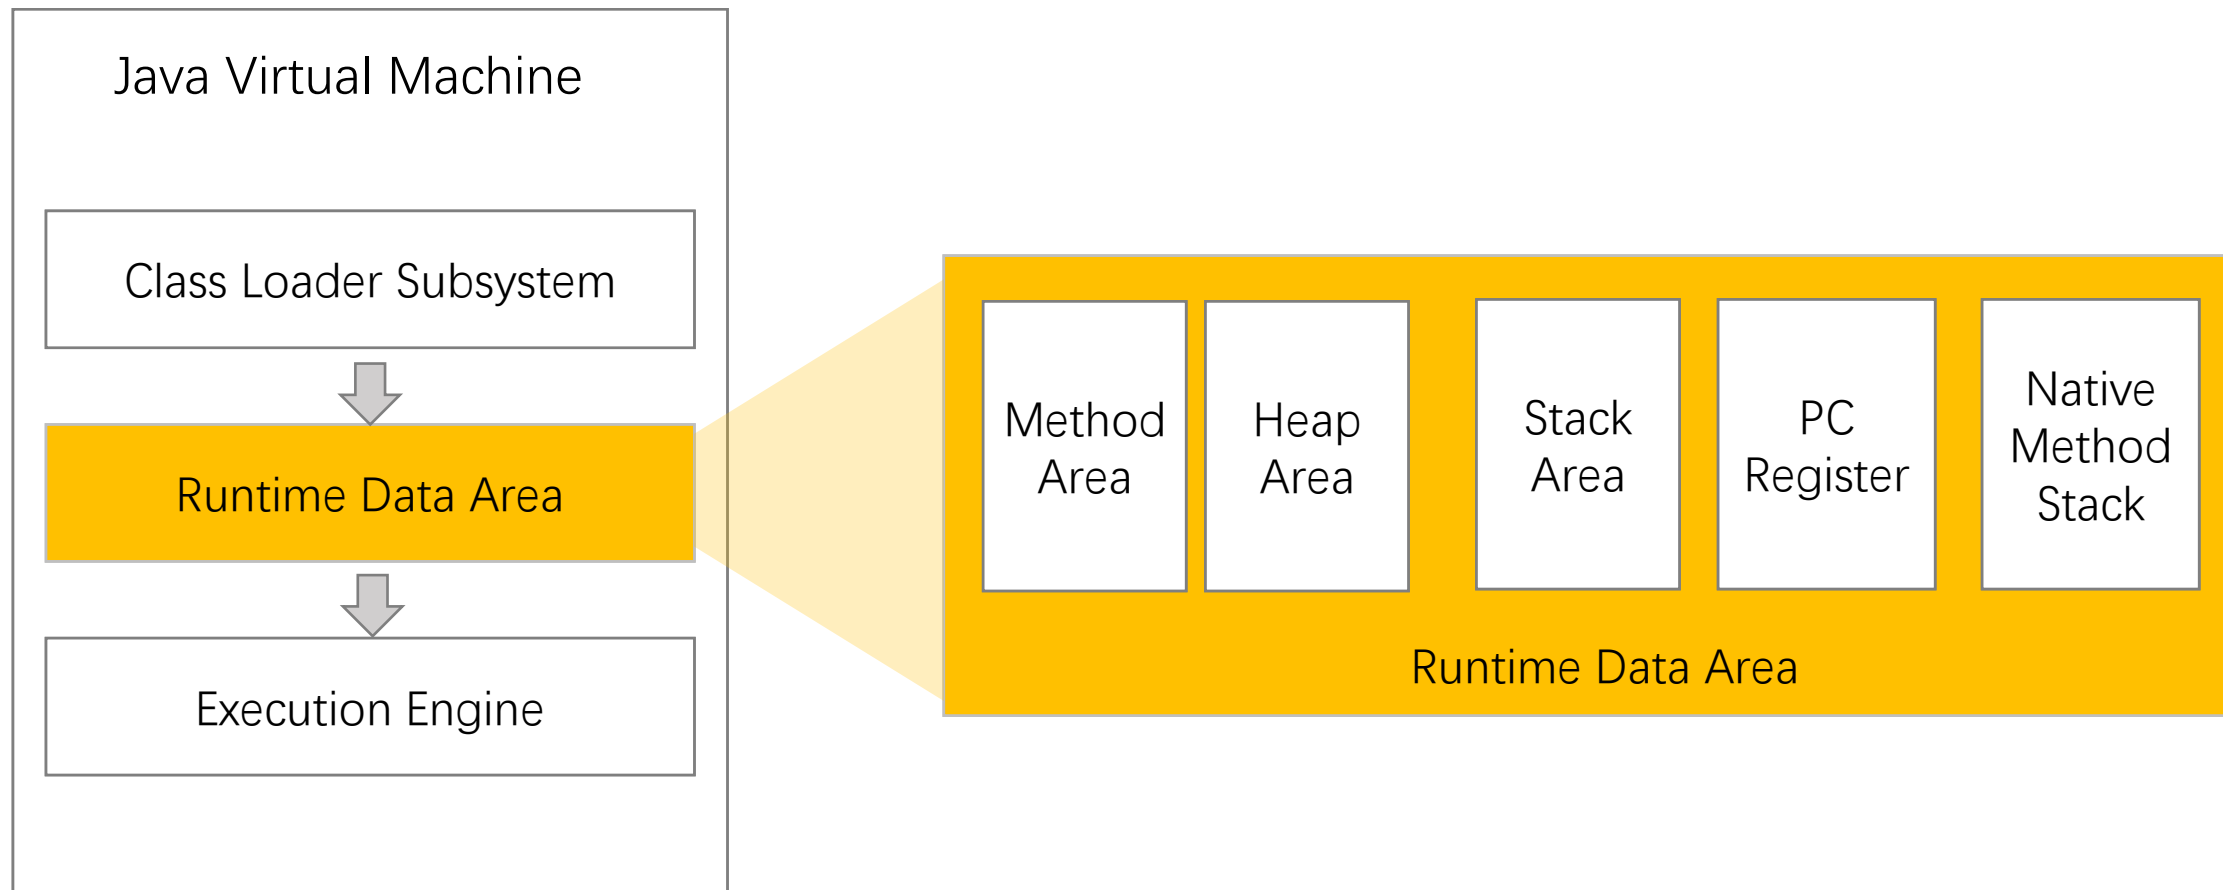 Java Virtual Machine
Class Loader Subsystem
Runtime Data Area
Execution Engine
Method
Area
Heap
Area
Stack
Area
PC
Register
Native
Method
Stack
Runtime Data Area